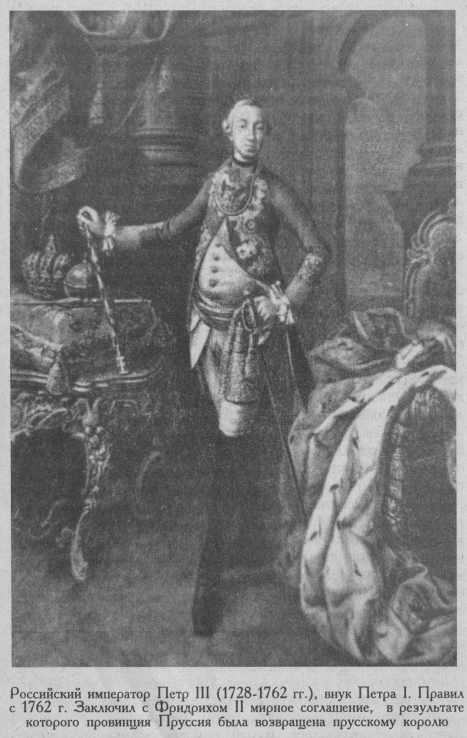 Российский император Петр III (1728-1762 гг.), внук Петра I. Правил
с 1762 г. Заключил с Фридрихом II мирное соглашение, в результате
которого провинция Пруссия была возвращена прусскому королю